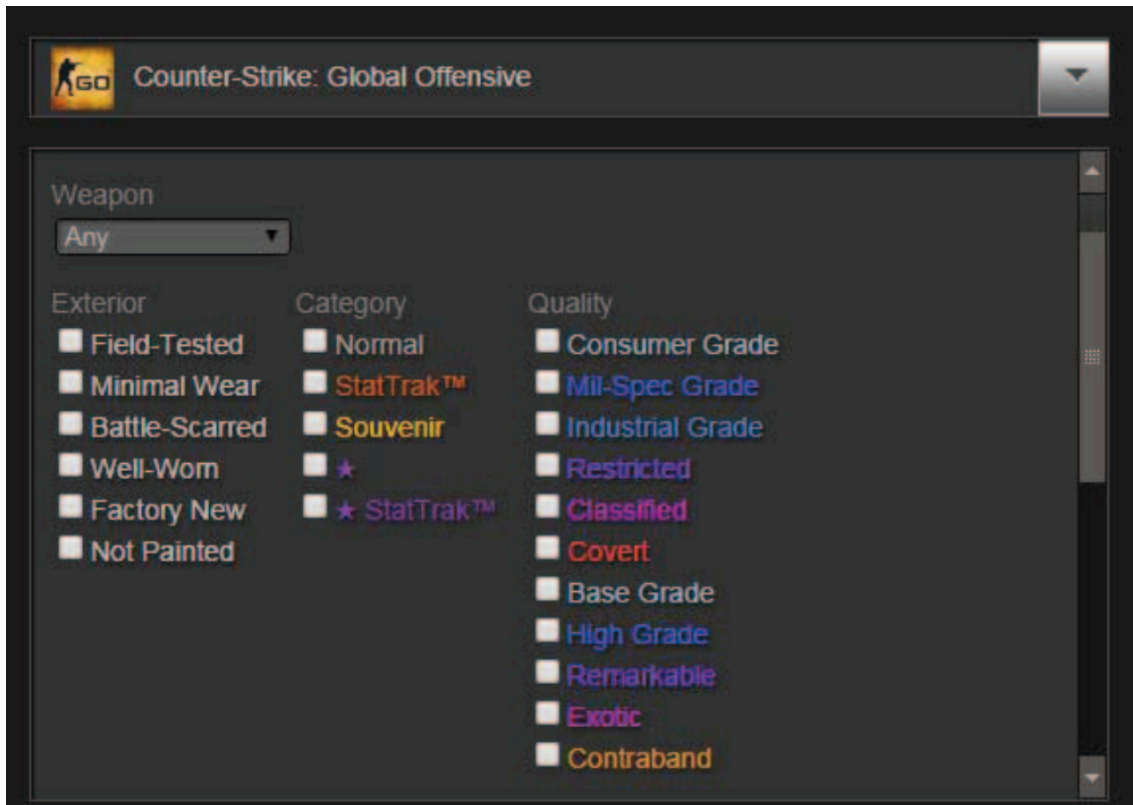 GO
Counter-Strike: Global Offensive
Weapon
Any
Exterior
Field-Tested
Minimal Wear
Battle-Scarred
Well-Worn
Factory New
Not Painted
Category
Normal
StatTrak™
Souvenir
★
★ StatTrak™
Quality
Consumer Grade
Mil-Spec Grade
Industrial Grade
Restricted
Classified
Covert
Base Grade
High Grade
Remarkable
Exotic
Contraband